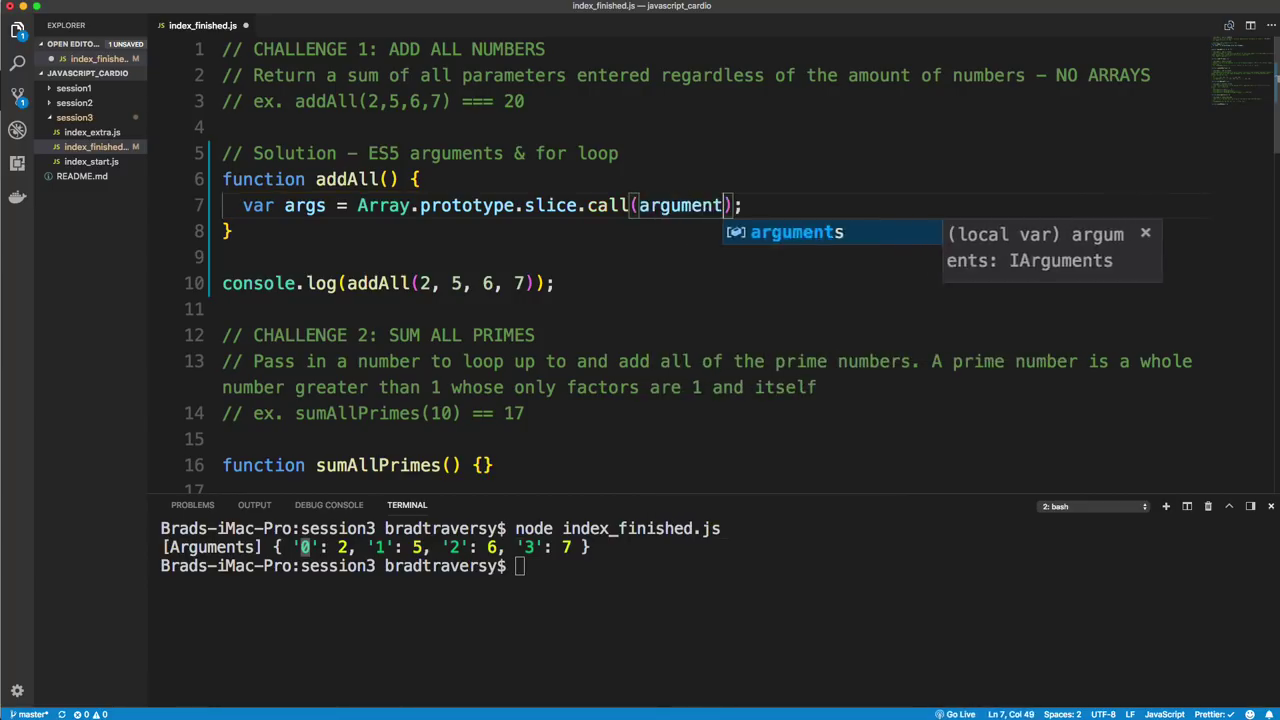 index_finished.js — javascript_cardio
EXPLORER
OPEN EDITO... 1 UNSAVED
index_finishe... M
JAVASCRIPT_CARDIO
session1
session2
session3
JS index_extra.js
JS index_finished... M
JS index_start.js
README.md
JS index_finished.js
1 // CHALLENGE 1: ADD ALL NUMBERS
2 // Return a sum of all parameters entered regardless of the amount of numbers - NO ARRAYS
3 // ex. addAll(2,5,6,7) === 20
4
5 // Solution - ES5 arguments & for loop
6 function addAll() {
7 var args = Array.prototype.slice.call(argument);
arguments
(local var) argum
ents: IArguments
8 }
9
10 console.log(addAll(2, 5, 6, 7));
11
12 // CHALLENGE 2: SUM ALL PRIMES
13 // Pass in a number to loop up to and add all of the prime numbers. A prime number is a whole
number greater than 1 whose only factors are 1 and itself
14 // ex. sumAllPrimes(10) == 17
15
16 function sumAllPrimes() {}
17
PROBLEMS OUTPUT DEBUG CONSOLE TERMINAL 2: bash
Brads-iMac-Pro:session3 bradtraversy$ node index_finished.js
[Arguments] { '0': 2, '1': 5, '2': 6, '3': 7 }
Brads-iMac-Pro:session3 bradtraversy$
master* 0 0 Go Live Ln 7, Col 49 Spaces: 2 UTF-8 LF JavaScript Prettier: ✓